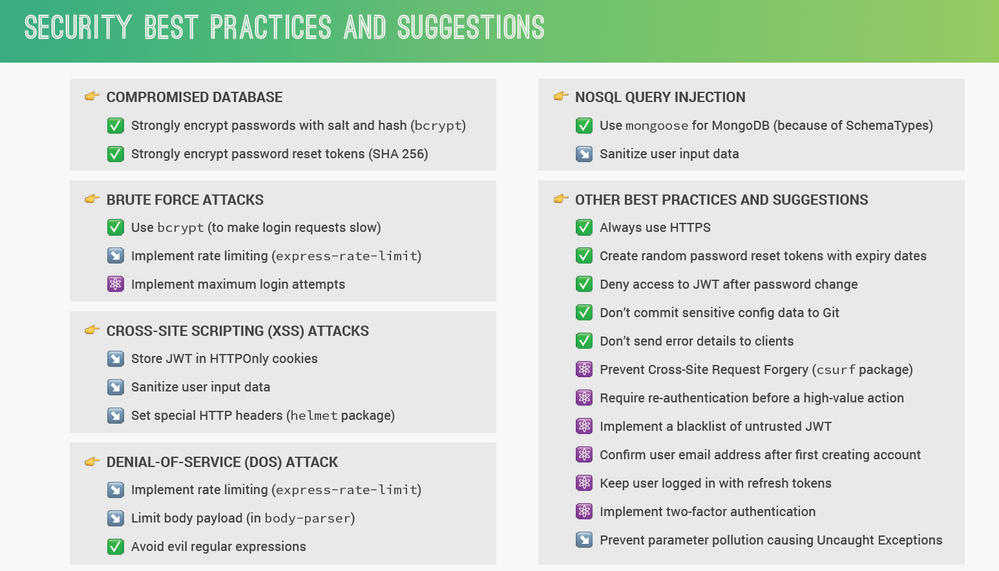 SECURITY BEST PRACTICES AND SUGGESTIONS
COMPROMISED DATABASE
Strongly encrypt passwords with salt and hash (bcrypt)
Strongly encrypt password reset tokens (SHA 256)
BRUTE FORCE ATTACKS
Use bcrypt (to make login requests slow)
Implement rate limiting (express-rate-limit)
Implement maximum login attempts
CROSS-SITE SCRIPTING (XSS) ATTACKS
Store JWT in HTTPOnly cookies
Sanitize user input data
Set special HTTP headers (helmet package)
DENIAL-OF-SERVICE (DOS) ATTACK
Implement rate limiting (express-rate-limit)
Limit body payload (in body-parser)
Avoid evil regular expressions
NOSQL QUERY INJECTION
Use mongoose for MongoDB (because of SchemaTypes)
Sanitize user input data
OTHER BEST PRACTICES AND SUGGESTIONS
Always use HTTPS
Create random password reset tokens with expiry dates
Deny access to JWT after password change
Don’t commit sensitive config data to Git
Don’t send error details to clients
Prevent Cross-Site Request Forgery (csurf package)
Require re-authentication before a high-value action
Implement a blacklist of untrusted JWT
Confirm user email address after first creating account
Keep user logged in with refresh tokens
Implement two-factor authentication
Prevent parameter pollution causing Uncaught Exceptions